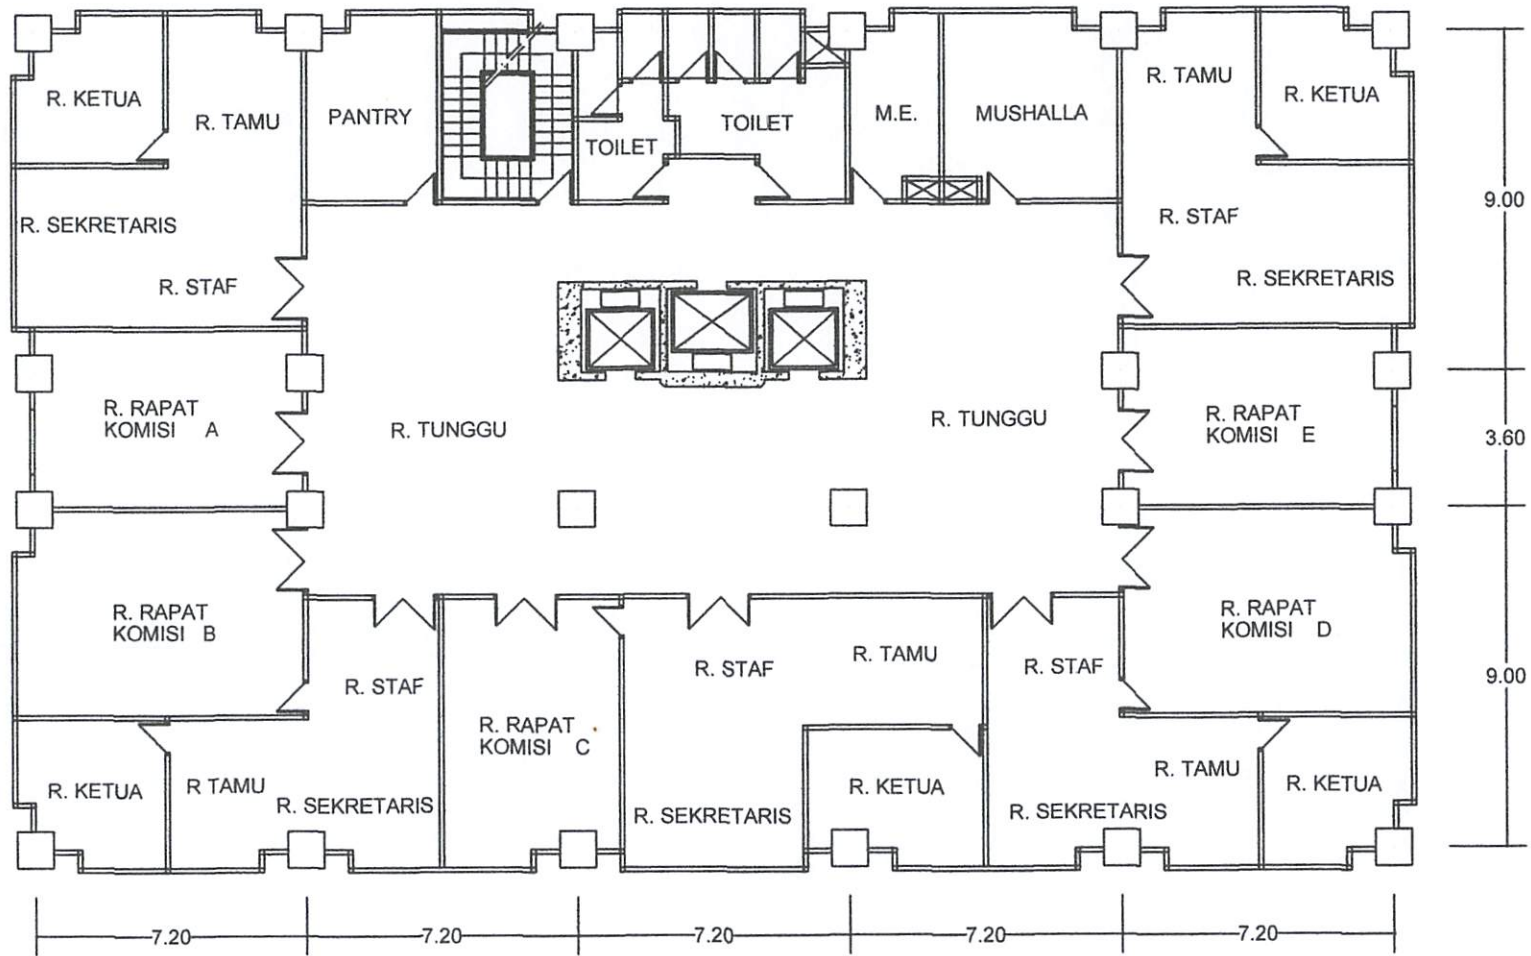 R. KETUA
R. TAMU
PANTRY
TOILET
TOILET
M.E.
MUSHALLA
R. TAMU
R. KETUA
R. SEKRETARIS
R. STAF
R. STAF
R. SEKRETARIS
9.00
R. RAPAT
KOMISI A
R. TUNGGU
R. TUNGGU
R. RAPAT
KOMISI E
3.60
R. RAPAT
KOMISI B
R. STAF
R. RAPAT
KOMISI C
R. STAF
R. TAMU
R. STAF
R. RAPAT
KOMISI D
9.00
R. KETUA
R TAMU
R. SEKRETARIS
R. SEKRETARIS
R. KETUA
R. SEKRETARIS
R. TAMU
R. KETUA
7.20
7.20
7.20
7.20
7.20